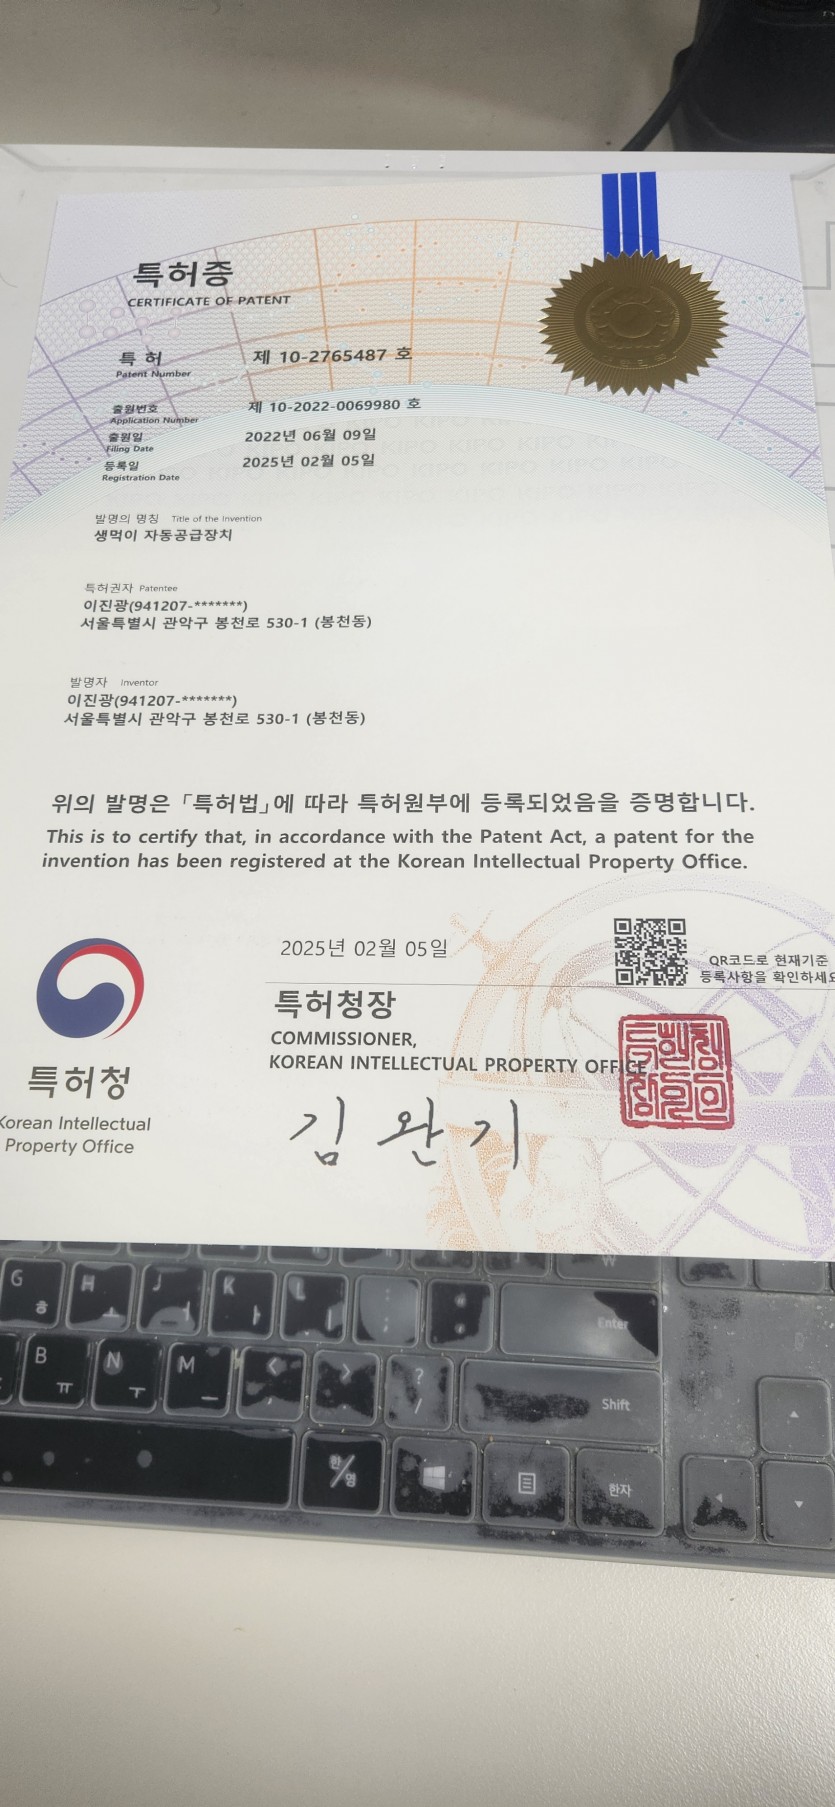 특허증
CERTIFICATE OF PATENT
특 허 제 10-2765487 호
Patent Number
출원번호 제 10-2022-0069980 호
Application Number
출원일 2022년 06월 09일
Filing Date
등록일 2025년 02월 05일
Registration Date
발명의 명칭 Title of the Invention
생먹이 자동공급장치
특허권자 Patentee
이진광(941207-*******)
서울특별시 관악구 봉천로 530-1 (봉천동)
발명자 Inventor
이진광(941207-*******)
서울특별시 관악구 봉천로 530-1 (봉천동)
위의 발명은 「특허법」에 따라 특허원부에 등록되었음을 증명합니다.
This is to certify that, in accordance with the Patent Act, a patent for the
invention has been registered at the Korean Intellectual Property Office.
2025년 02월 05일
QR코드로 현재기준
등록사항을 확인하세요
특허청장
COMMISSIONER,
KOREAN INTELLECTUAL PROPERTY OFFICE
김완기
특허청
Korean Intellectual
Property Office
G ㅎ H ㅗ J K ㅏ L ㅣ ; : Enter
B ㅠ N ㅜ M ㅡ < , > . ? / Shift
한/영 한자